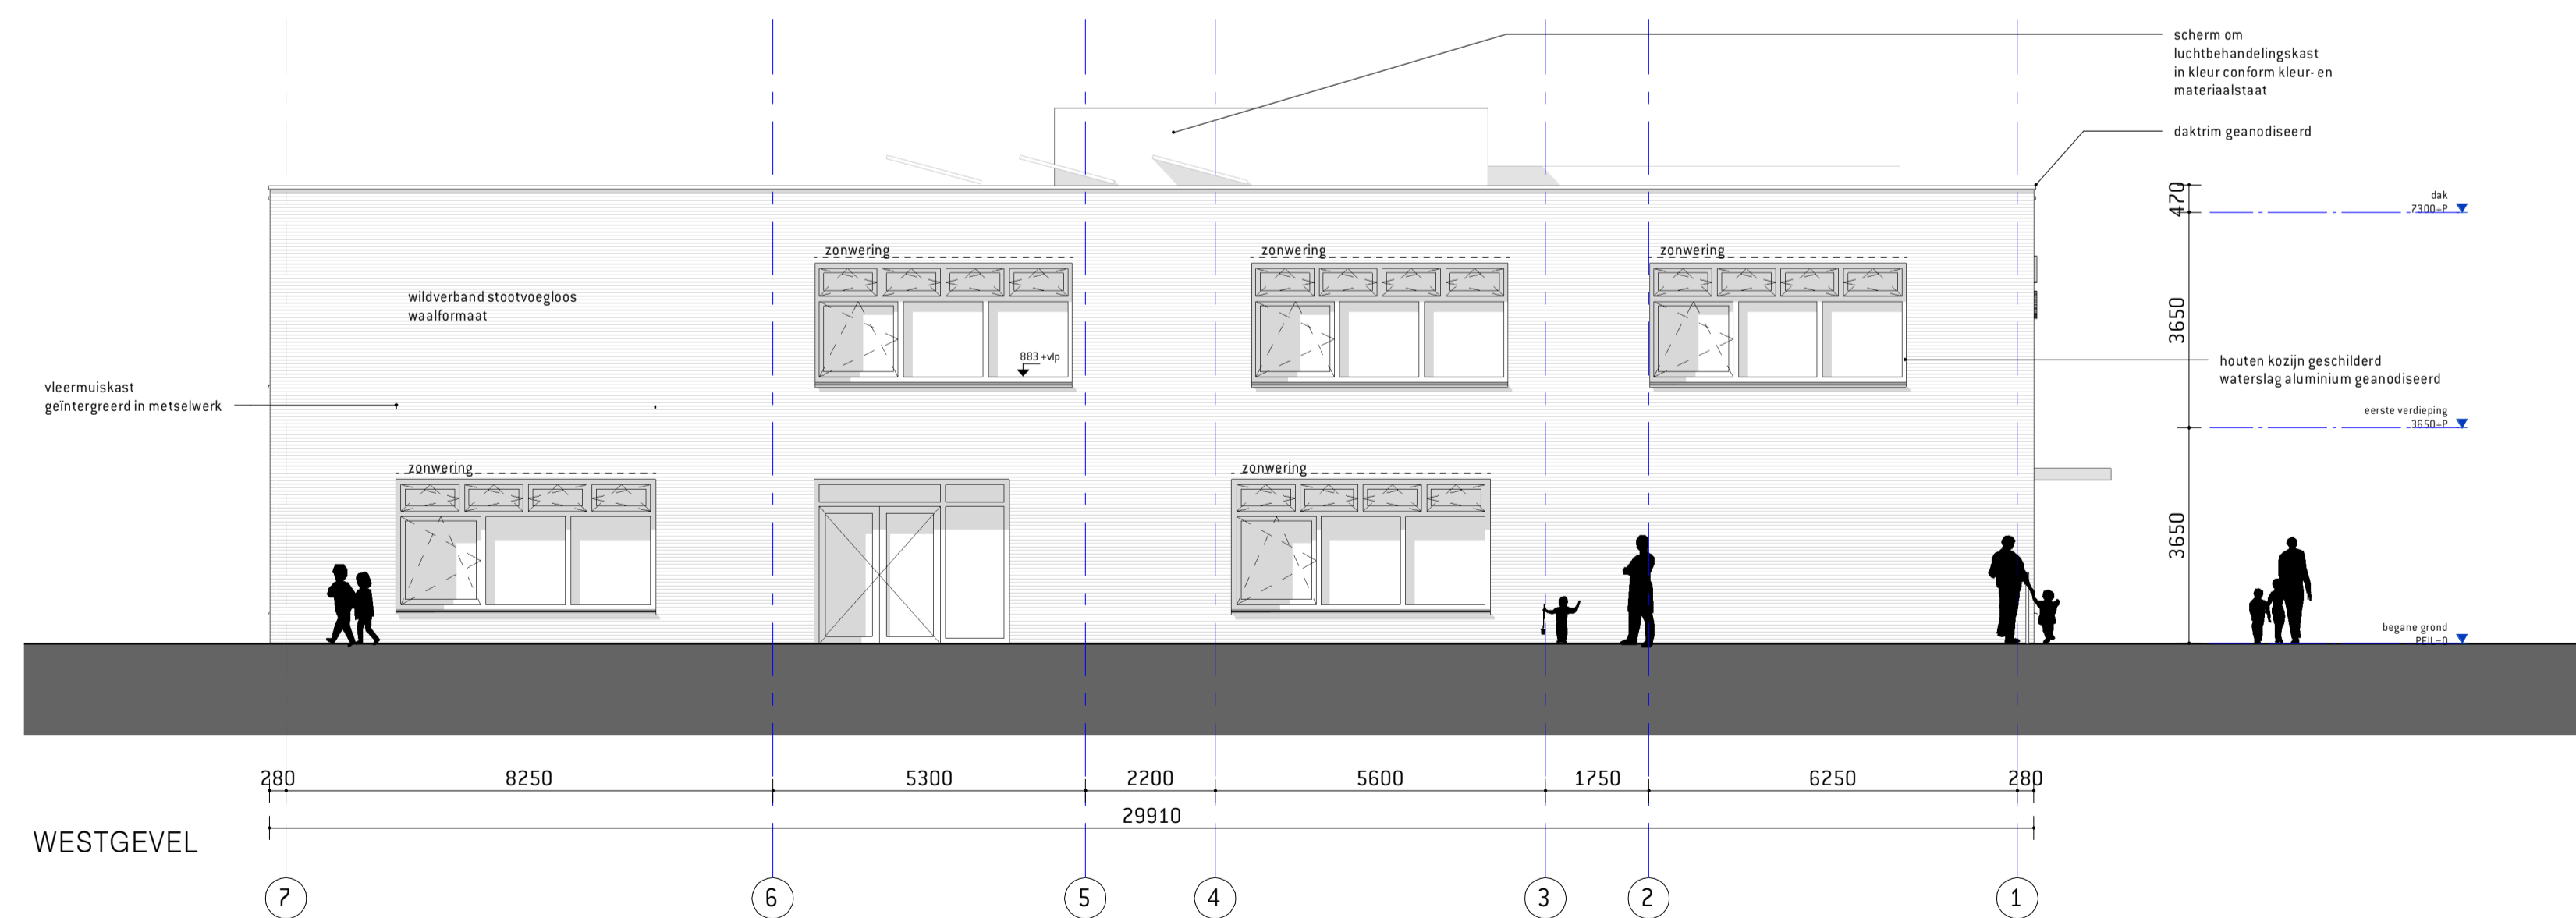 scherm om
luchtbehandelingskast
in kleur conform kleur- en
materiaalstaat
daktrim geanodiseerd
470
dak
7300+P
zonwering
zonwering
zonwering
wildverband stootvoegloos
waalformaat
3650
883 +vlp
houten kozijn geschilderd
waterslag aluminium geanodiseerd
vleermuiskast
geïntergreerd in metselwerk
eerste verdieping
3650+P
zonwering
zonwering
3650
begane grond
PEIL=0
280 8250 5300 2200 5600 1750 6250 280
29910
WESTGEVEL
7 6 5 4 3 2 1